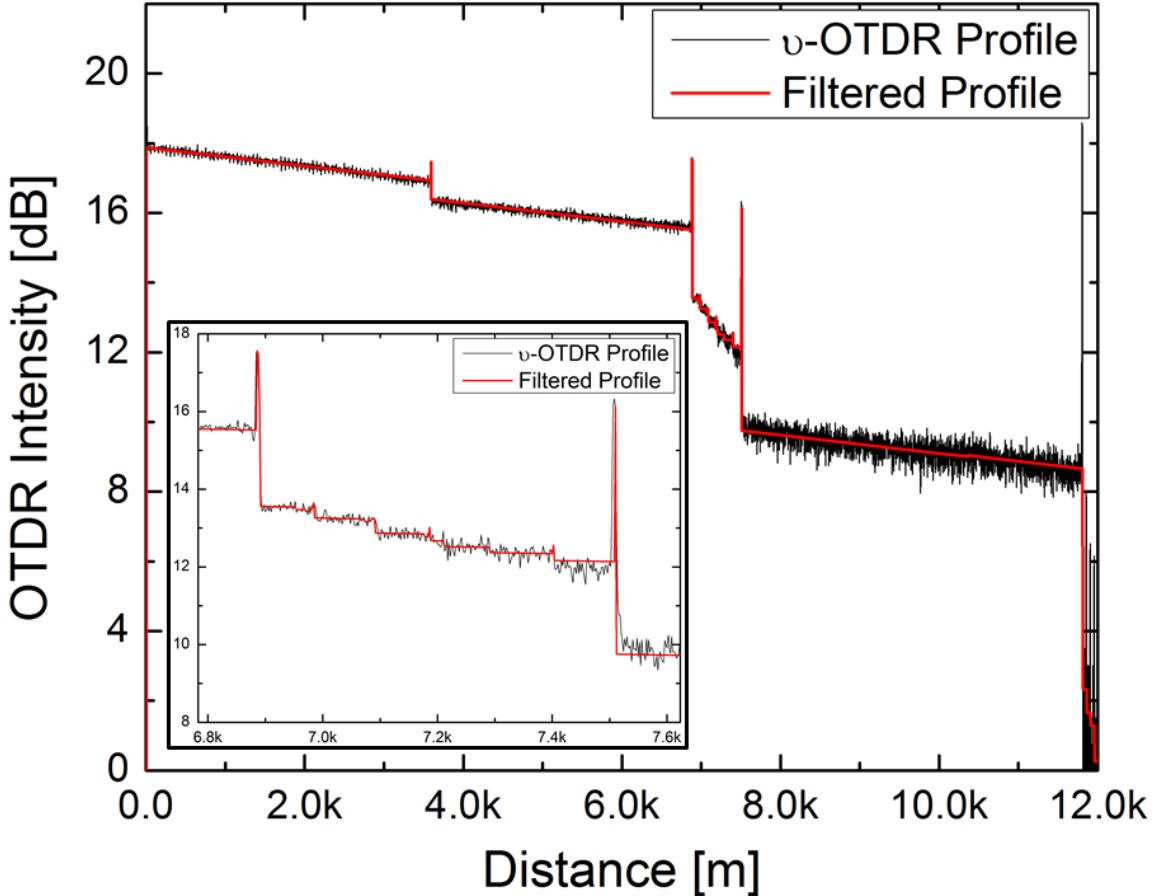 υ-OTDR Profile
Filtered Profile
OTDR Intensity [dB]
20
16
12
8
4
0
18
16
14
12
10
8
υ-OTDR Profile
Filtered Profile
6.8k 7.0k 7.2k 7.4k 7.6k
0.0 2.0k 4.0k 6.0k 8.0k 10.0k 12.0k
Distance [m]